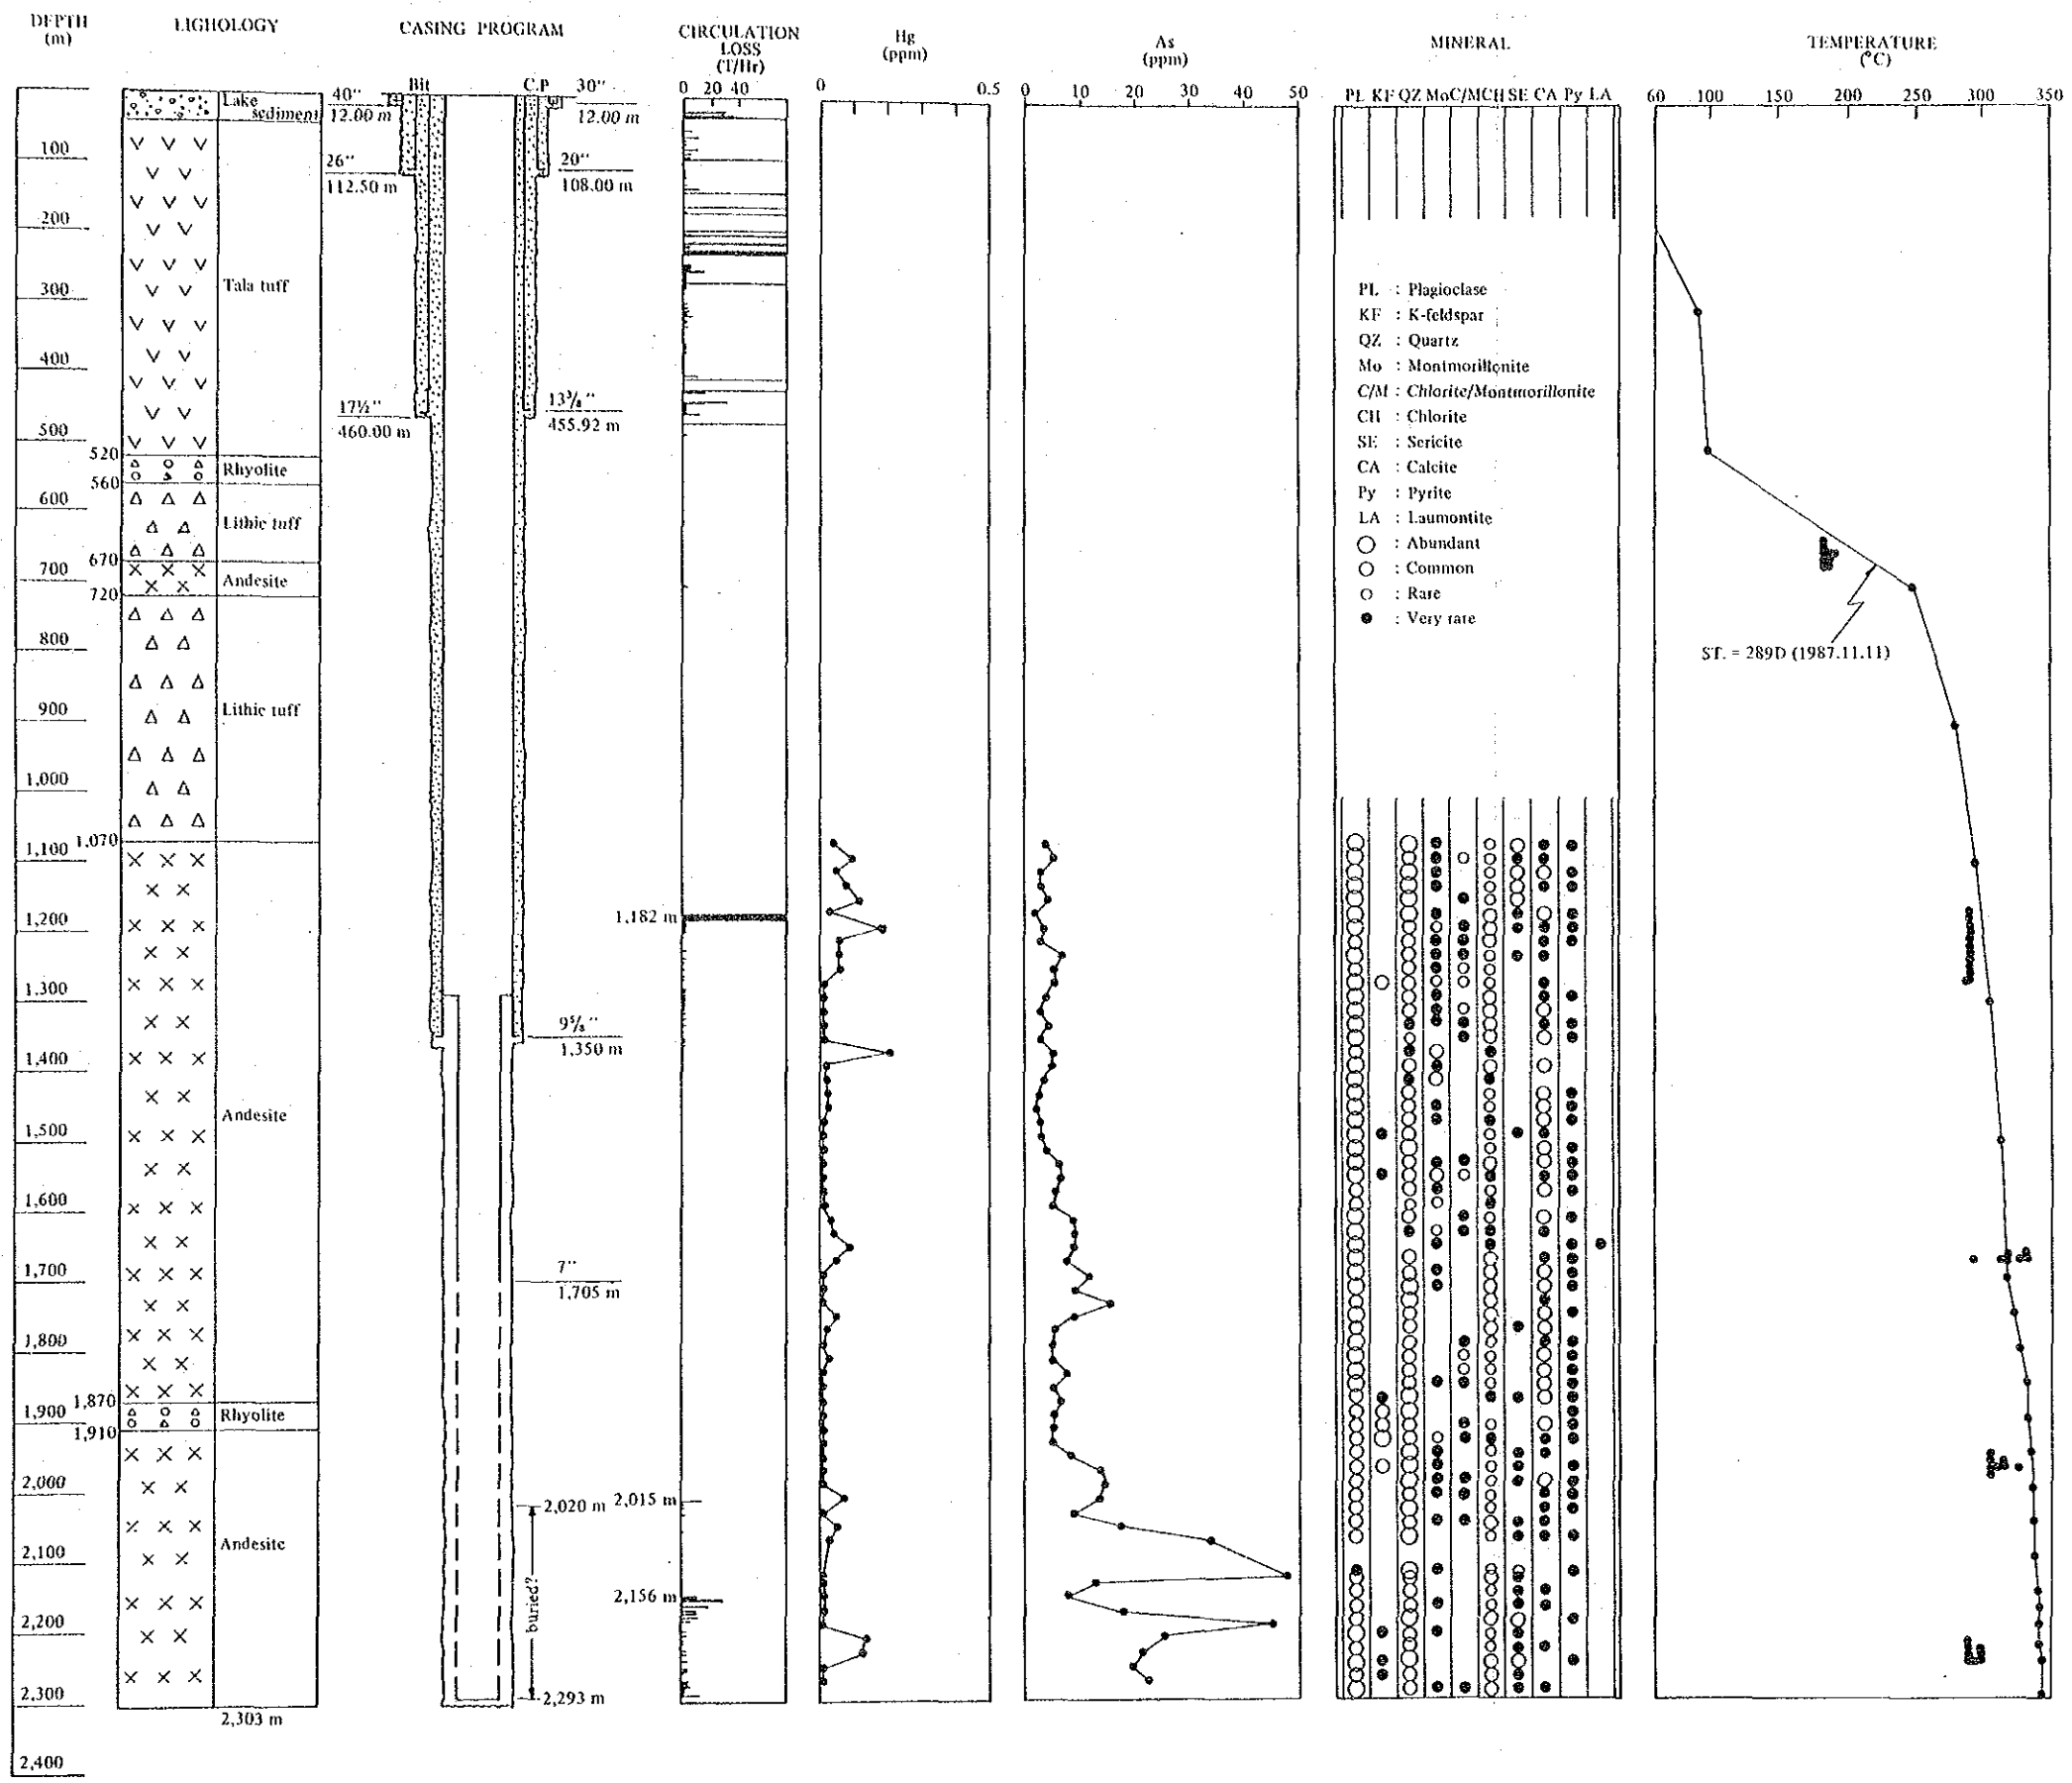 DEPTH
(m)
LIGHOLOGY
CASING PROGRAM
CIRCULATION
LOSS
(T/Hr)
Hg
(ppm)
As
(ppm)
MINERAL
TEMPERATURE
(°C)
Bit
C.P
0 20 40
0 0.5
0 10 20 30 40 50
PL KF QZ Mo C/M CH SE CA Py LA
60 100 150 200 250 300 350
40"
12.00 m
30"
12.00 m
26"
112.50 m
20"
108.00 m
17½"
460.00 m
13⅜"
455.92 m
9⅝"
1,350 m
7"
1,705 m
2,020 m
buried?
2,293 m
1,182 m
2,015 m
2,156 m
100
200
300
400
500
600
700
800
900
1,000
1,100
1,200
1.300
1,400
1,500
1,600
1,700
1,800
1,900
2,000
2,100
2,200
2,300
2,400
520
560
670
720
1,070
1,870
1,910
2,303 m
Lake
sediment
Tala tuff
Rhyolite
Lithic tuff
Andesite
Lithic tuff
Andesite
Rhyolite
Andesite
PL : Plagioclase
KF : K-feldspar
QZ : Quartz
Mo : Montmorillonite
C/M : Chlorite/Montmorillonite
CH : Chlorite
SE : Sericite
CA : Calcite
Py : Pyrite
LA : Laumontite
: Abundant
: Common
: Rare
: Very rare
ST. = 289D (1987.11.11)